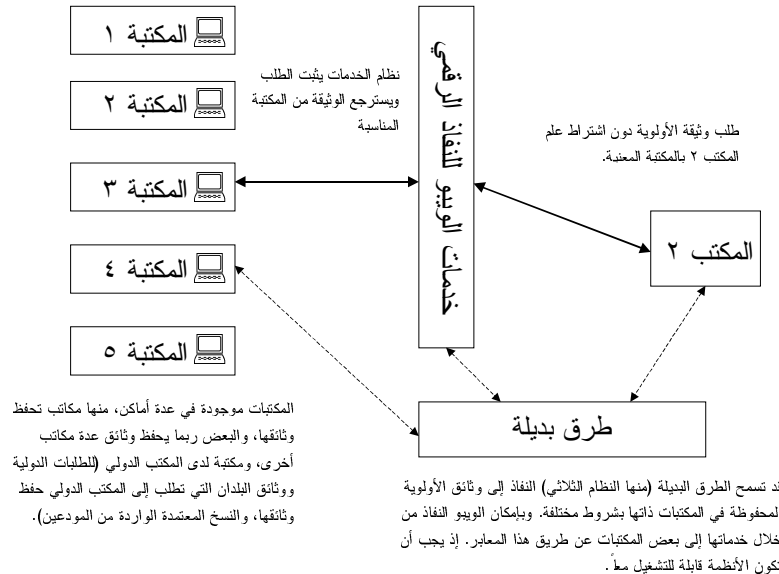 المكتبة ١
المكتبة ٢
المكتبة ٣
المكتبة ٤
المكتبة ٥
نظام الخدمات يثبت الطلب
ويسترجع الوثيقة من المكتبة
المناسبة
خدمات الويبو للنفاذ الرقمي
طلب وثيقة الأولوية دون اشتراط علم
المكتب ٢ بالمكتبة المعنية.
المكتب ٢
طرق بديلة
المكتبات موجودة في عدة أماكن، منها مكاتب تحفظ
وثائقها، والبعض ربما يحفظ وثائق عدة مكاتب
أخرى، ومكتبة لدى المكتب الدولي (للطلبات الدولية
ووثائق البلدان التي تطلب إلى المكتب الدولي حفظ
وثائقها، والنسخ المعتمدة الواردة من المودعين).
قد تسمح الطرق البديلة (منها النظام الثلاثي) النفاذ إلى وثائق الأولوية
المحفوظة في المكتبات ذاتها بشروط مختلفة. وبإمكان الويبو النفاذ من
خلال خدماتها إلى بعض المكتبات عن طريق هذا المعابر. إذ يجب أن
تكون الأنظمة قابلة للتشغيل معاً.